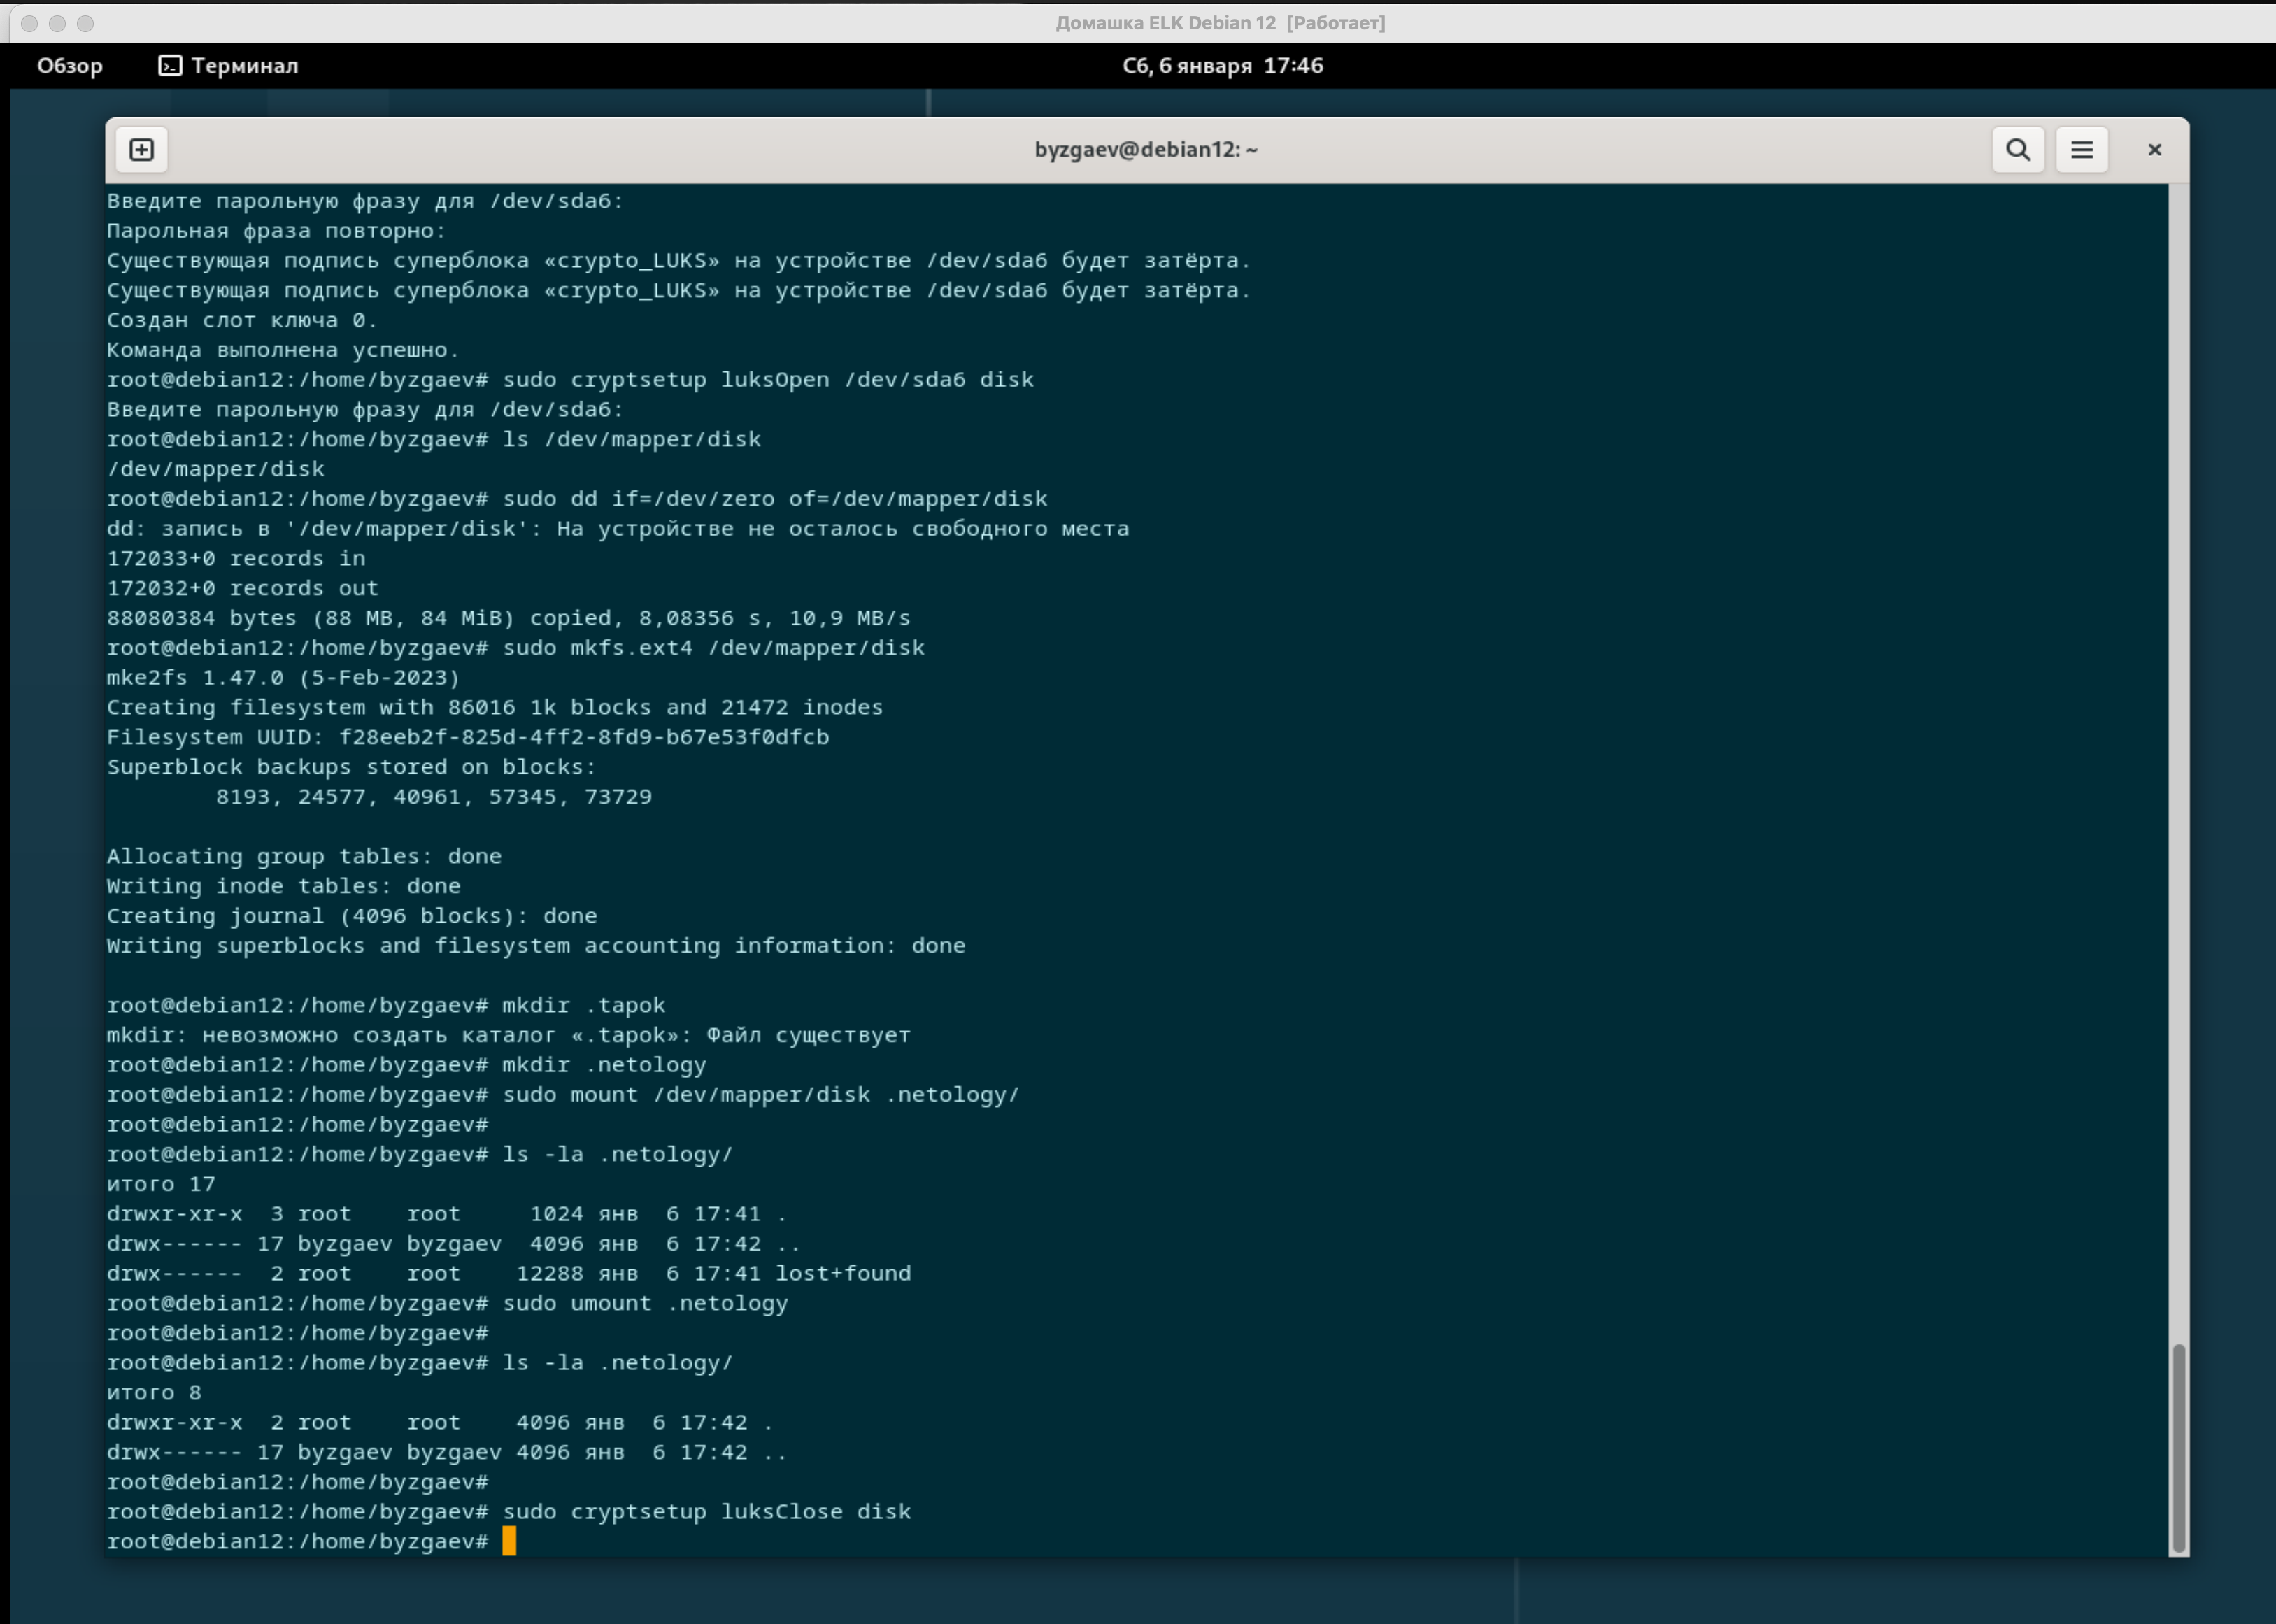 Домашка ELK Debian 12 [Работает]
Обзор Терминал Сб, 6 января 17:46
byzgaev@debian12: ~
Введите парольную фразу для /dev/sda6:
Парольная фраза повторно:
Существующая подпись суперблока «crypto_LUKS» на устройстве /dev/sda6 будет затёрта.
Существующая подпись суперблока «crypto_LUKS» на устройстве /dev/sda6 будет затёрта.
Создан слот ключа 0.
Команда выполнена успешно.
root@debian12:/home/byzgaev# sudo cryptsetup luksOpen /dev/sda6 disk
Введите парольную фразу для /dev/sda6:
root@debian12:/home/byzgaev# ls /dev/mapper/disk
/dev/mapper/disk
root@debian12:/home/byzgaev# sudo dd if=/dev/zero of=/dev/mapper/disk
dd: запись в '/dev/mapper/disk': На устройстве не осталось свободного места
172033+0 records in
172032+0 records out
88080384 bytes (88 MB, 84 MiB) copied, 8,08356 s, 10,9 MB/s
root@debian12:/home/byzgaev# sudo mkfs.ext4 /dev/mapper/disk
mke2fs 1.47.0 (5-Feb-2023)
Creating filesystem with 86016 1k blocks and 21472 inodes
Filesystem UUID: f28eeb2f-825d-4ff2-8fd9-b67e53f0dfcb
Superblock backups stored on blocks:
        8193, 24577, 40961, 57345, 73729
Allocating group tables: done
Writing inode tables: done
Creating journal (4096 blocks): done
Writing superblocks and filesystem accounting information: done
root@debian12:/home/byzgaev# mkdir .tapok
mkdir: невозможно создать каталог «.tapok»: Файл существует
root@debian12:/home/byzgaev# mkdir .netology
root@debian12:/home/byzgaev# sudo mount /dev/mapper/disk .netology/
root@debian12:/home/byzgaev#
root@debian12:/home/byzgaev# ls -la .netology/
итого 17
drwxr-xr-x  3 root    root     1024 янв  6 17:41 .
drwx------ 17 byzgaev byzgaev  4096 янв  6 17:42 ..
drwx------  2 root    root    12288 янв  6 17:41 lost+found
root@debian12:/home/byzgaev# sudo umount .netology
root@debian12:/home/byzgaev#
root@debian12:/home/byzgaev# ls -la .netology/
итого 8
drwxr-xr-x  2 root    root    4096 янв  6 17:42 .
drwx------ 17 byzgaev byzgaev 4096 янв  6 17:42 ..
root@debian12:/home/byzgaev#
root@debian12:/home/byzgaev# sudo cryptsetup luksClose disk
root@debian12:/home/byzgaev#